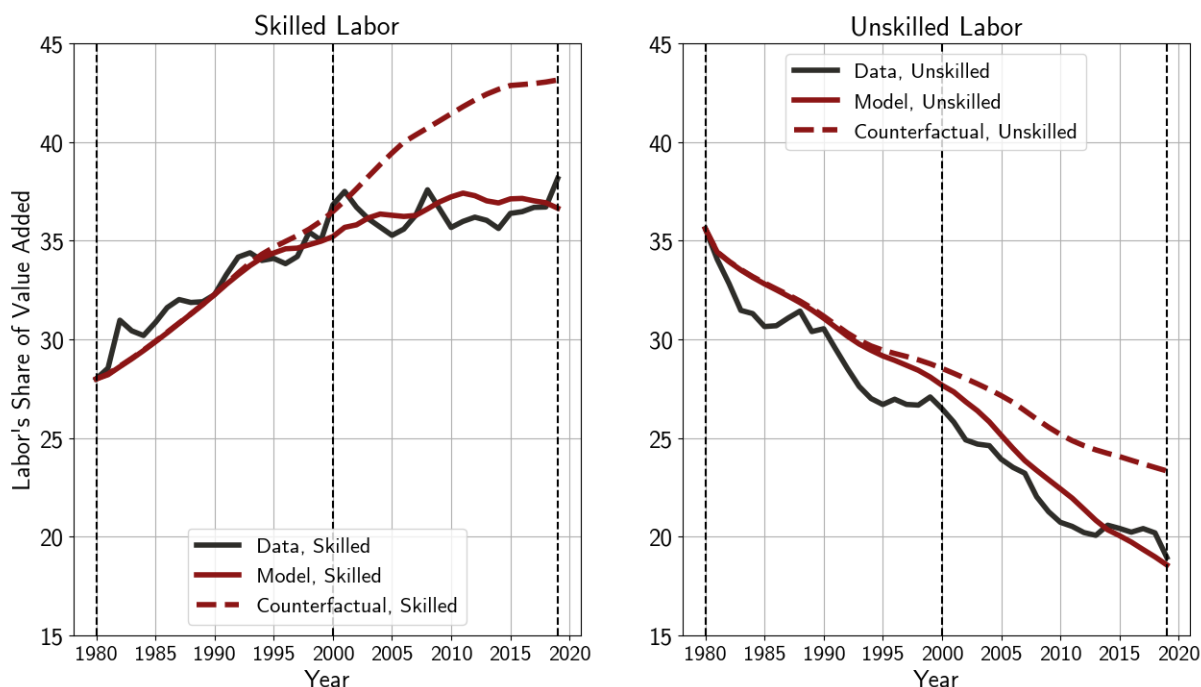 Skilled Labor
Labor's Share of Value Added
45
40
35
30
25
20
15
Data, Skilled
Model, Skilled
Counterfactual, Skilled
1980 1985 1990 1995 2000 2005 2010 2015 2020
Year
Unskilled Labor
45
40
35
30
25
20
15
Data, Unskilled
Model, Unskilled
Counterfactual, Unskilled
1980 1985 1990 1995 2000 2005 2010 2015 2020
Year